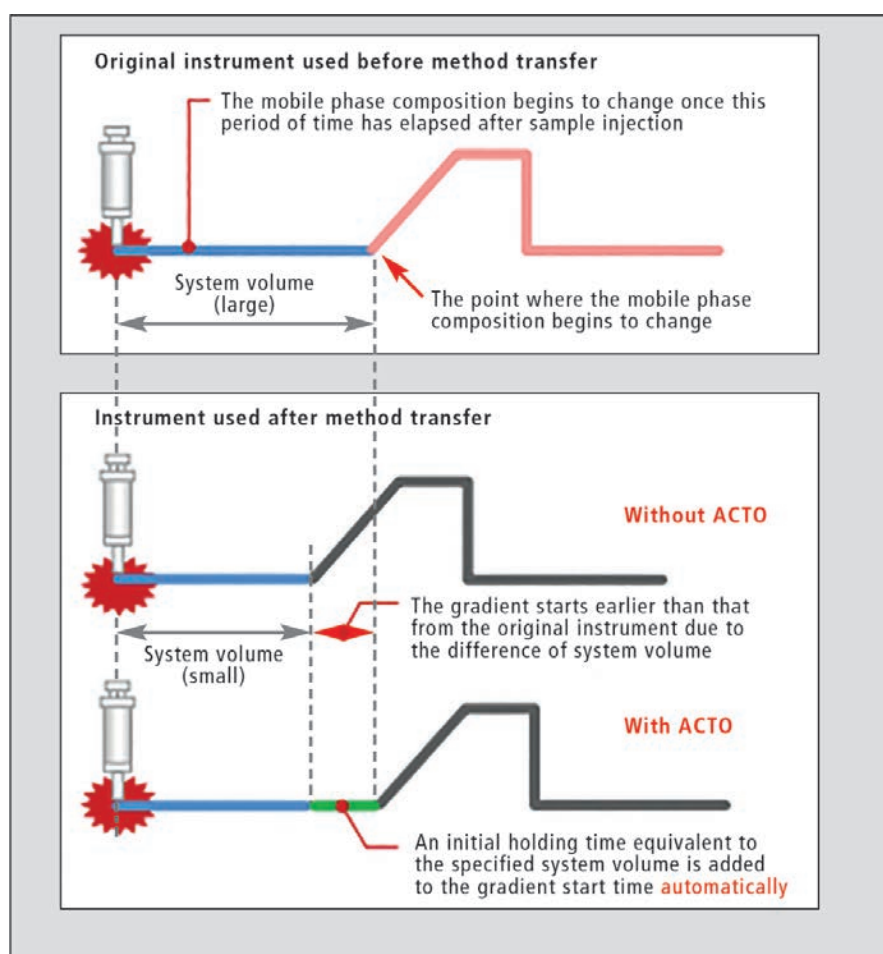 Original instrument used before method transfer
The mobile phase composition begins to change once this
period of time has elapsed after sample injection
System volume
(large)
The point where the mobile phase
composition begins to change
Instrument used after method transfer
Without ACTO
The gradient starts earlier than that
from the original instrument due to
the difference of system volume
System volume
(small)
With ACTO
An initial holding time equivalent to
the specified system volume is added
to the gradient start time automatically